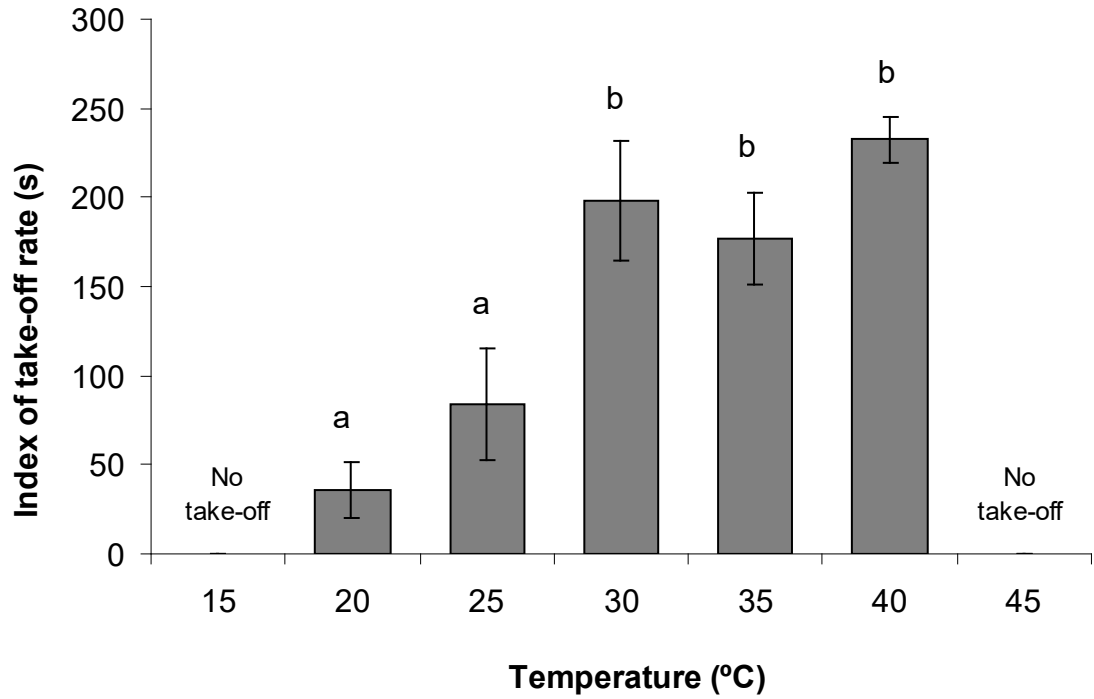 300
250
200
150
100
50
0
Index of take-off rate (s)
No
take-off
a
a
b
b
b
No
take-off
15 20 25 30 35 40 45
Temperature (ºC)